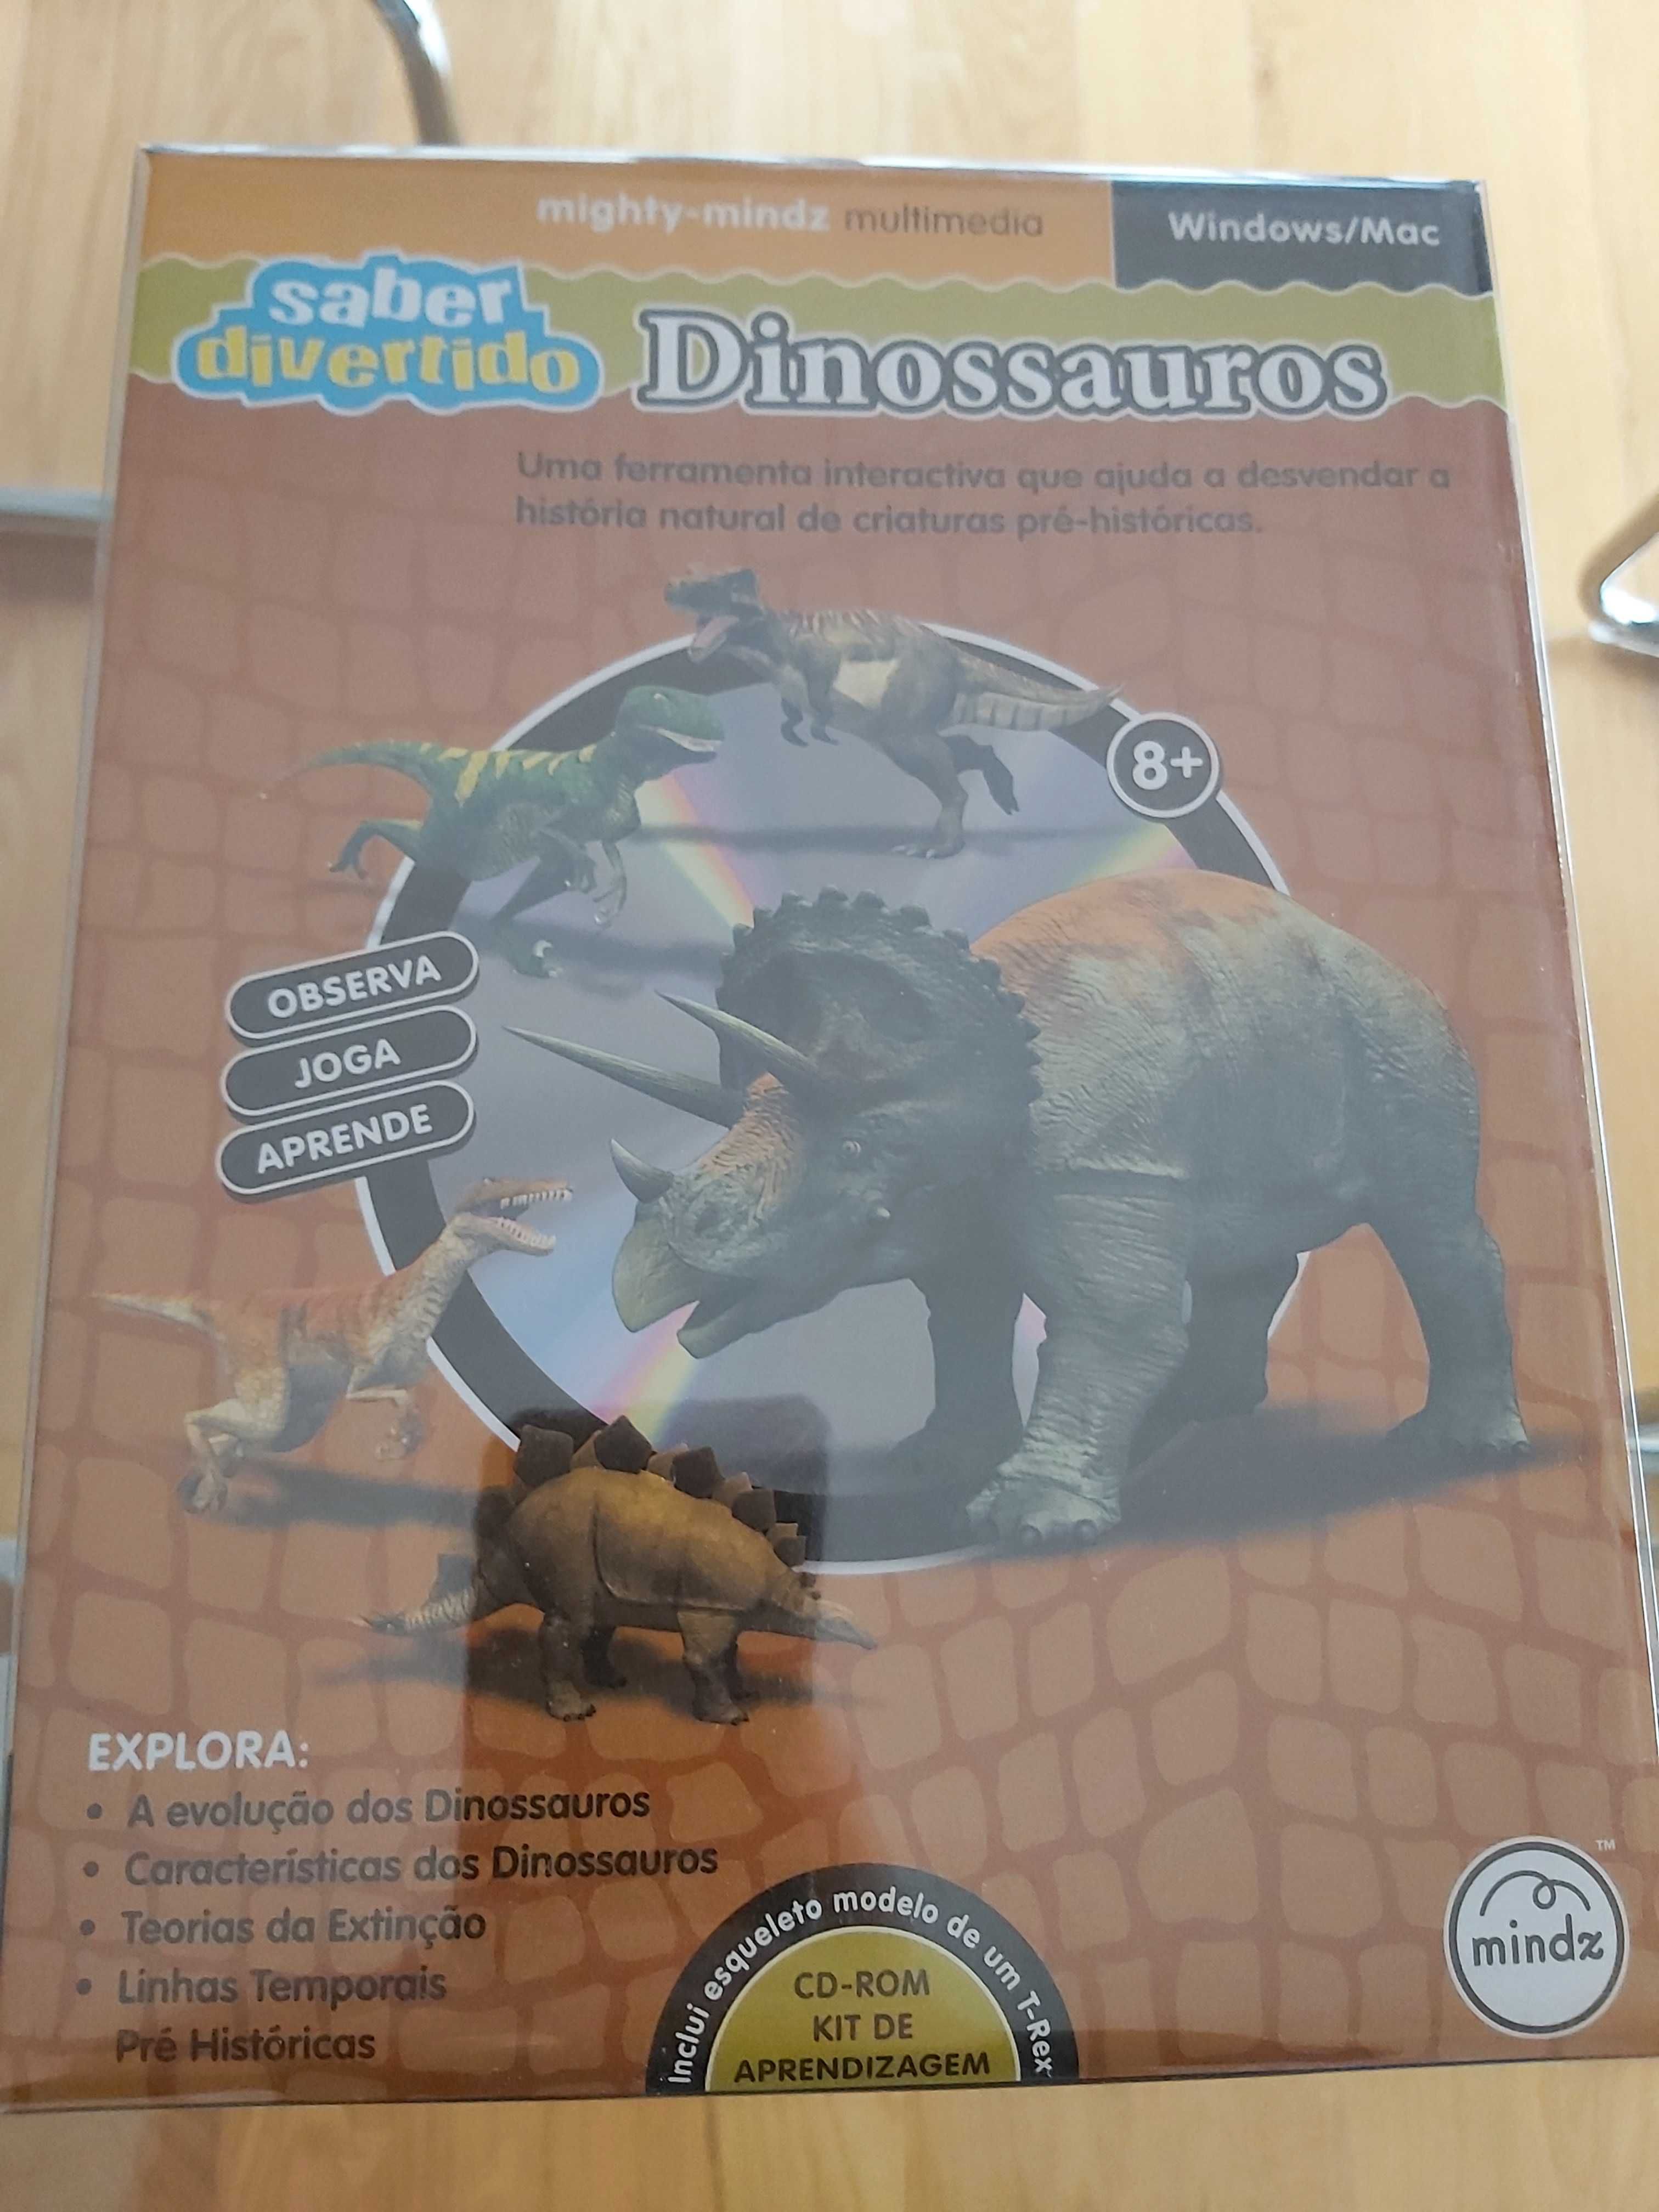 mighty-mindz multimedia
Windows/Mac
saber
divertido
Dinossauros
Uma ferramenta interactiva que ajuda a desvendar a
história natural de criaturas pré-históricas.
8+
OBSERVA
JOGA
APRENDE
EXPLORA:
• A evolução dos Dinossauros
• Características dos Dinossauros
• Teorias da Extinção
• Linhas Temporais
Pré Históricas
Inclui esqueleto modelo de um T-Rex
CD-ROM
KIT DE
APRENDIZAGEM
mindz
TM